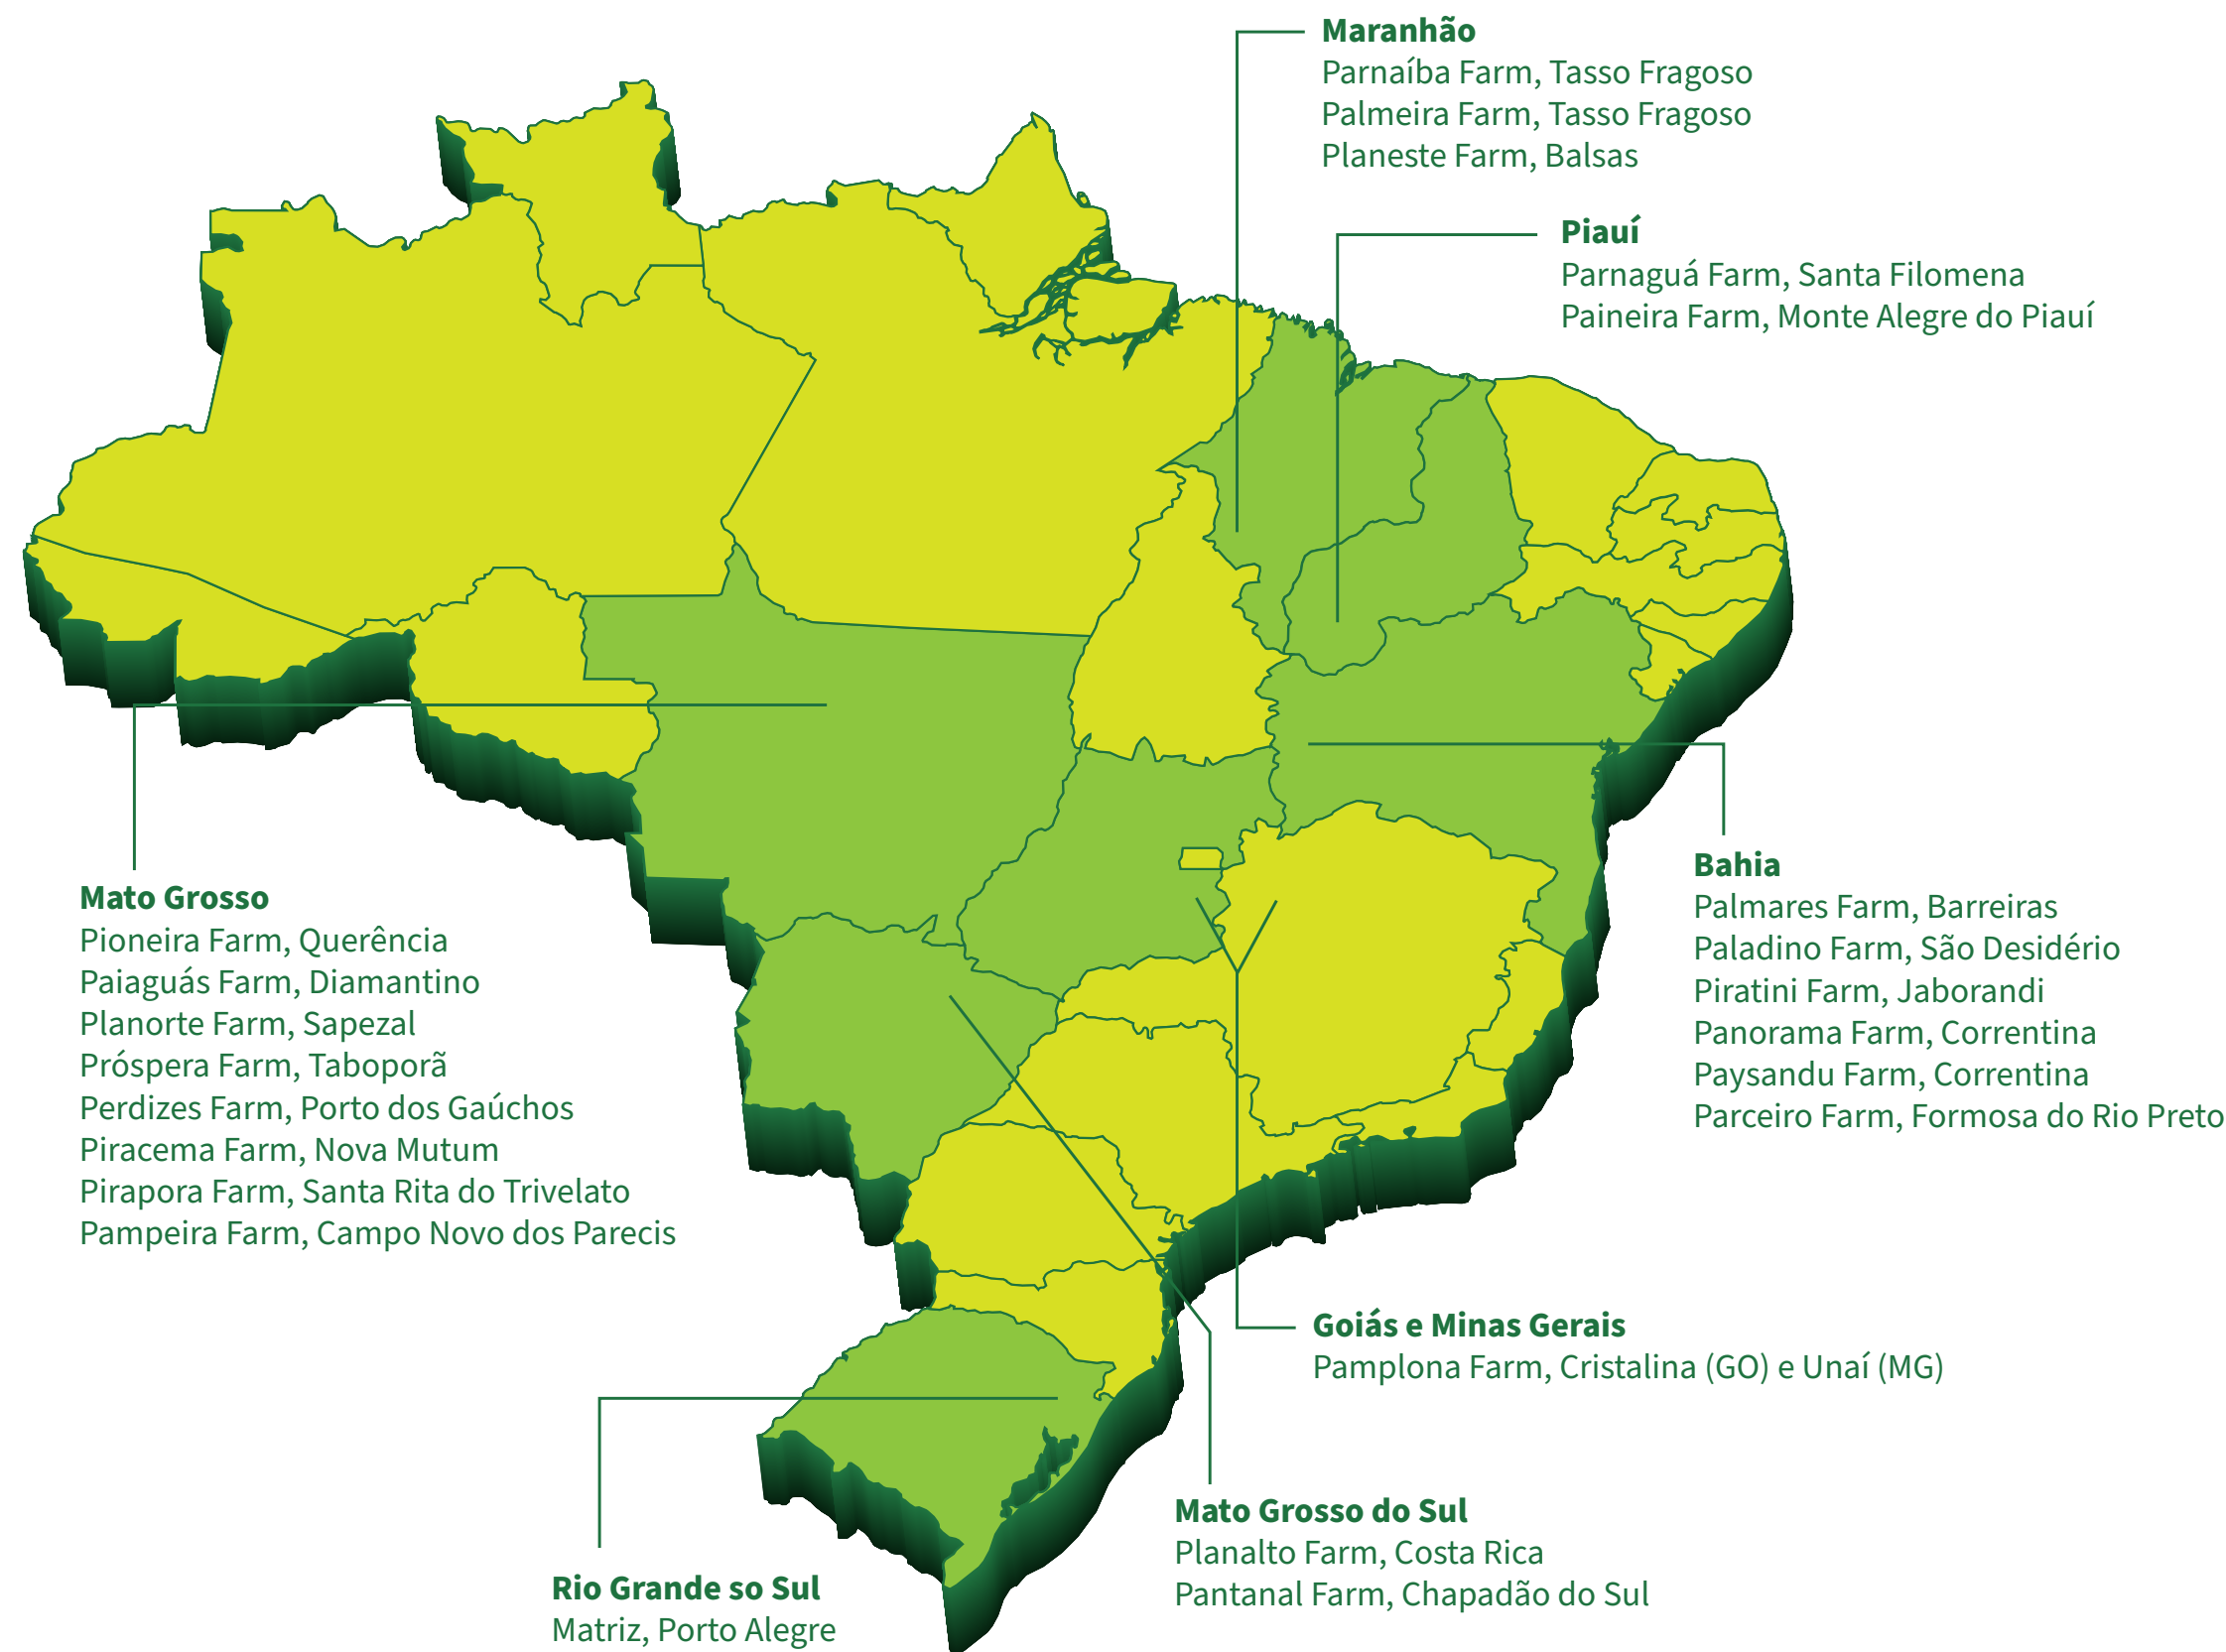 Maranhão
Parnaíba Farm, Tasso Fragoso
Palmeira Farm, Tasso Fragoso
Planeste Farm, Balsas
Piauí
Parnaguá Farm, Santa Filomena
Paineira Farm, Monte Alegre do Piauí
Bahia
Palmares Farm, Barreiras
Paladino Farm, São Desidério
Piratini Farm, Jaborandi
Panorama Farm, Correntina
Paysandu Farm, Correntina
Parceiro Farm, Formosa do Rio Preto
Mato Grosso
Pioneira Farm, Querência
Paiaguás Farm, Diamantino
Planorte Farm, Sapezal
Próspera Farm, Taboporã
Perdizes Farm, Porto dos Gaúchos
Piracema Farm, Nova Mutum
Pirapora Farm, Santa Rita do Trivelato
Pampeira Farm, Campo Novo dos Parecis
Goiás e Minas Gerais
Pamplona Farm, Cristalina (GO) e Unaí (MG)
Mato Grosso do Sul
Planalto Farm, Costa Rica
Pantanal Farm, Chapadão do Sul
Rio Grande so Sul
Matriz, Porto Alegre